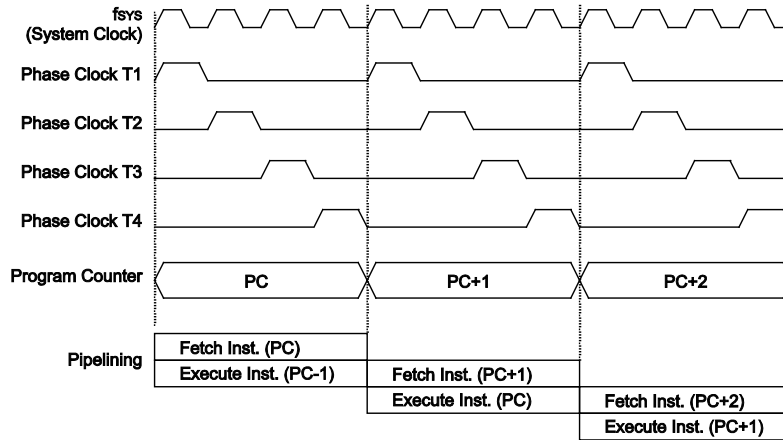 fSYS
(System Clock)
Phase Clock T1
Phase Clock T2
Phase Clock T3
Phase Clock T4
Program Counter
PC
PC+1
PC+2
Pipelining
Fetch Inst. (PC)
Execute Inst. (PC-1)
Fetch Inst. (PC+1)
Execute Inst. (PC)
Fetch Inst. (PC+2)
Execute Inst. (PC+1)